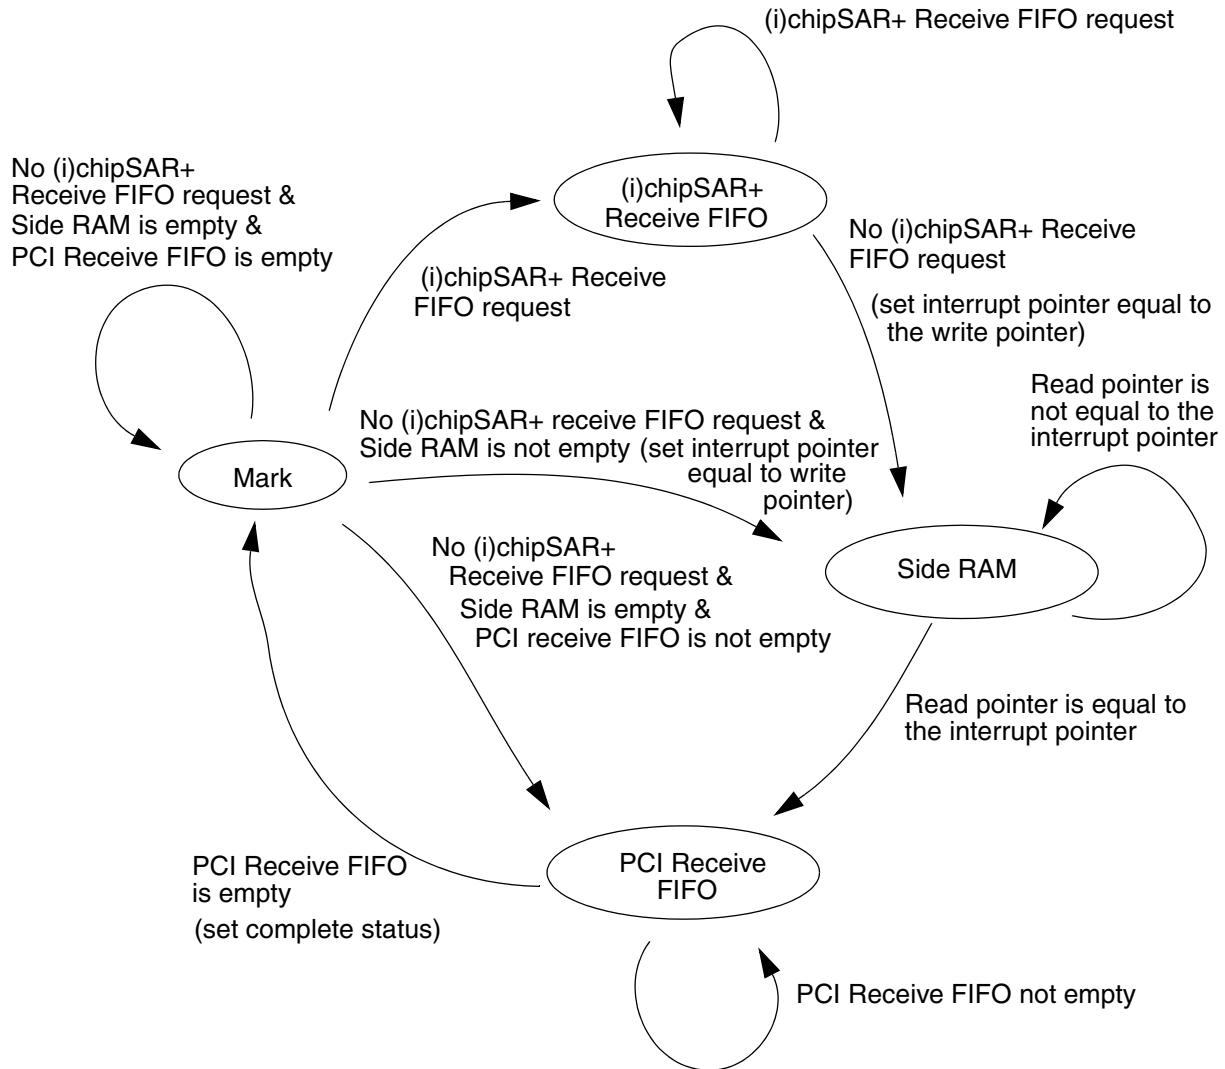 (i)chipSAR+ Receive FIFO request
No (i)chipSAR+
Receive FIFO request &
Side RAM is empty &
PCI Receive FIFO is empty
(i)chipSAR+
Receive FIFO
No (i)chipSAR+ Receive
FIFO request
(set interrupt pointer equal to
the write pointer)
(i)chipSAR+ Receive
FIFO request
Read pointer is
not equal to the
interrupt pointer
No (i)chipSAR+ receive FIFO request &
Side RAM is not empty (set interrupt pointer
equal to write
pointer)
Mark
No (i)chipSAR+
Receive FIFO request &
Side RAM is empty &
PCI receive FIFO is not empty
Side RAM
Read pointer is equal to
the interrupt pointer
PCI Receive FIFO
is empty
(set complete status)
PCI Receive
FIFO
PCI Receive FIFO not empty